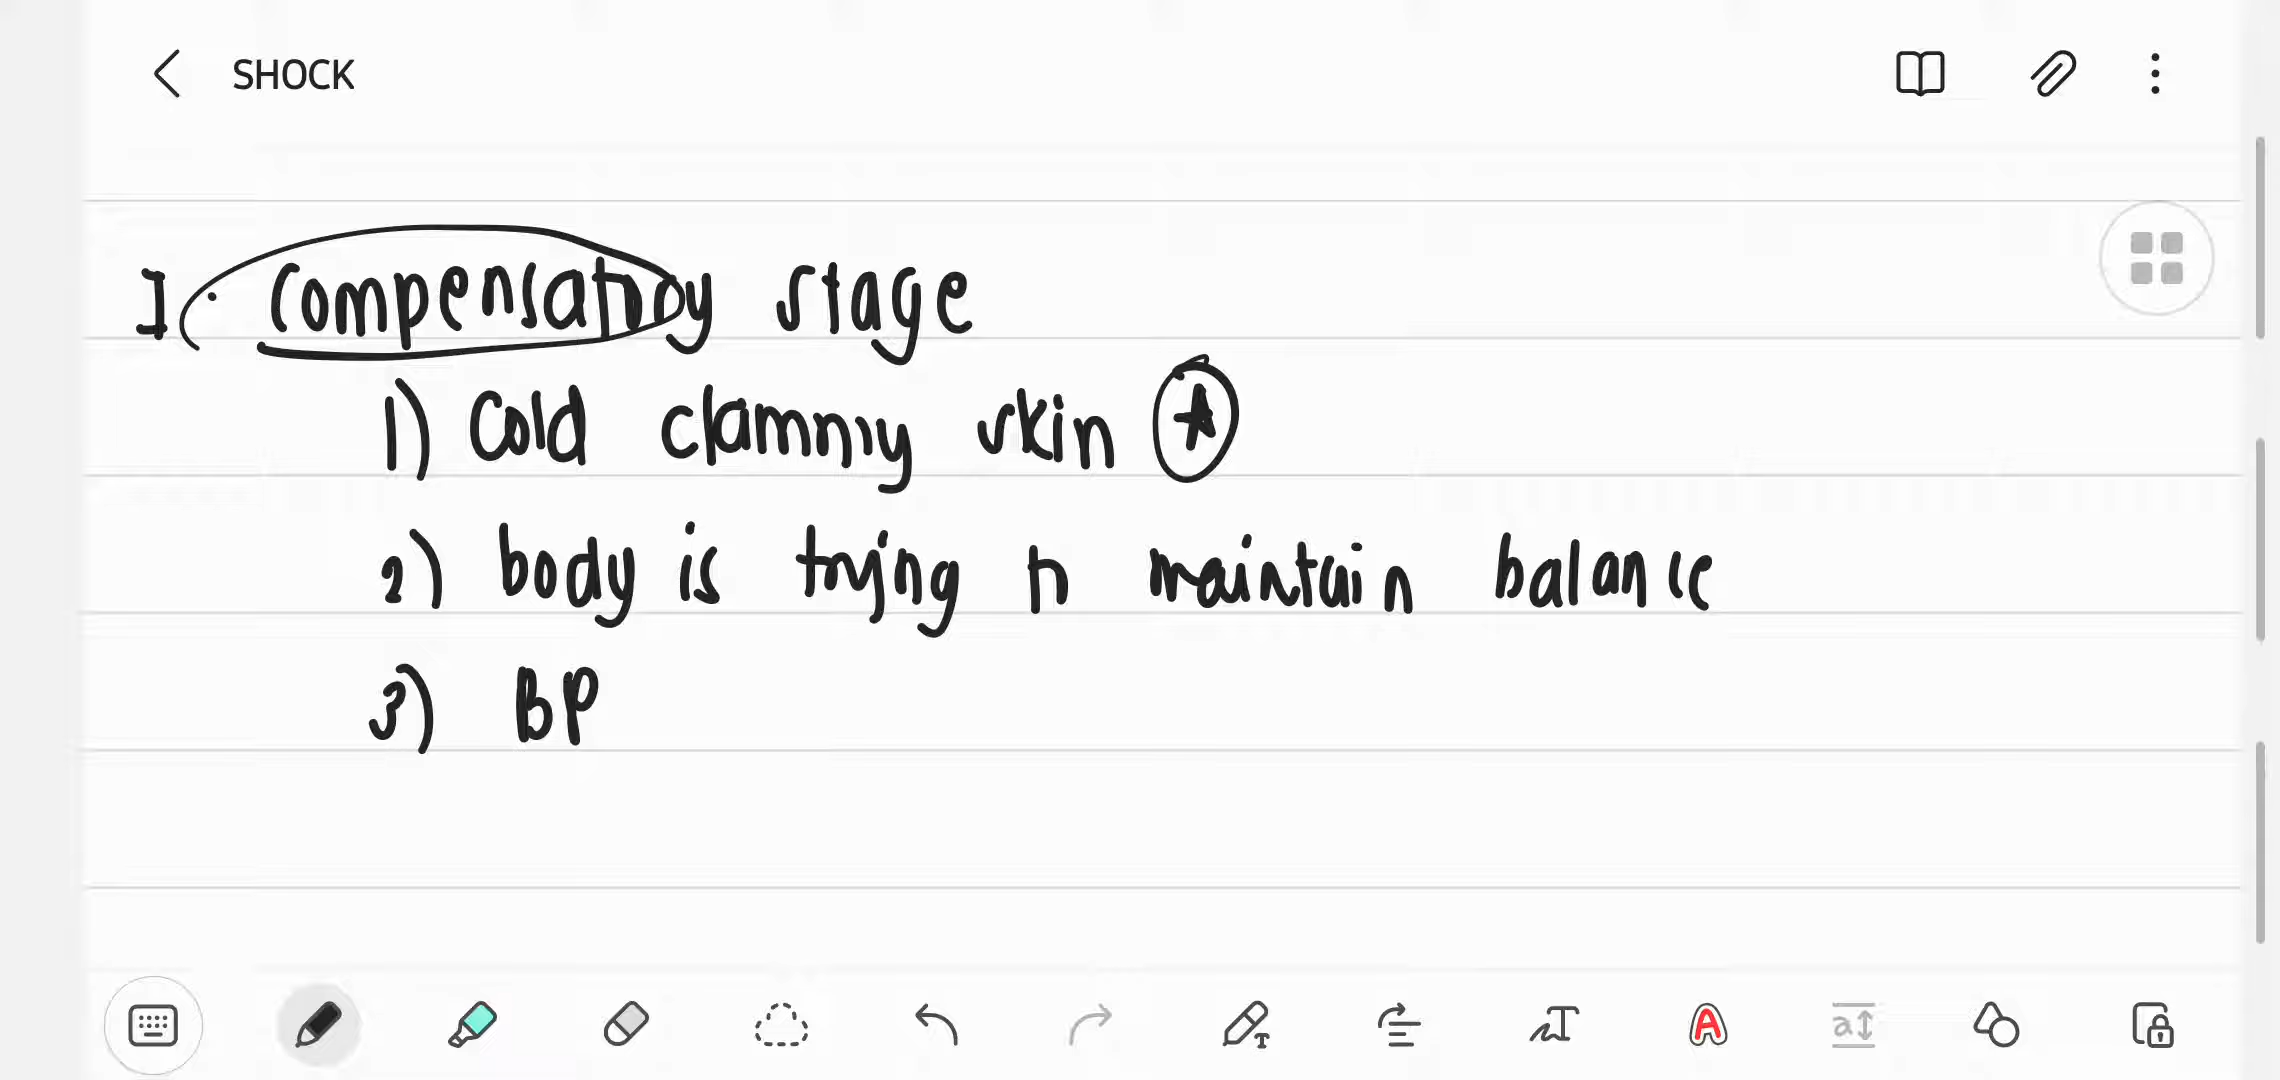 SHOCK
I. Compensatory stage
1) Cold clammy skin
2) body is trying to maintain balance
3) BP